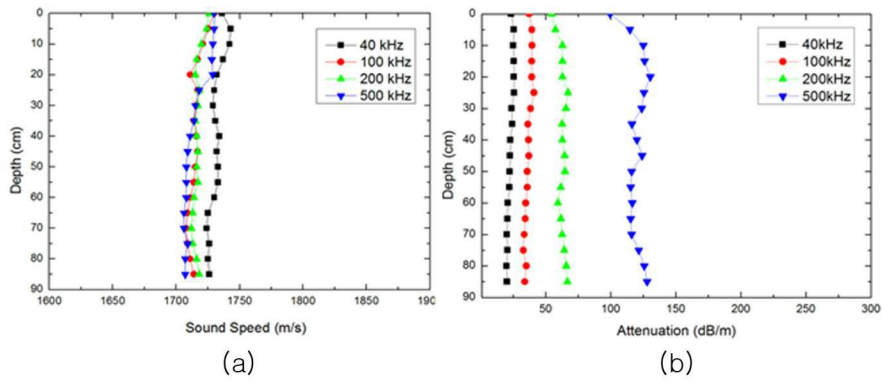 0
10
20
30
40
50
60
70
80
90
Depth (cm)
40 kHz
100 kHz
200 kHz
500 kHz
1600
1650
1700
1750
1800
1850
190
Sound Speed (m/s)
(a)
0
10
20
30
40
50
60
70
80
90
Depth (cm)
40kHz
100kHz
200kHz
500kHz
50
100
150
200
250
300
Attenuation (dB/m)
(b)